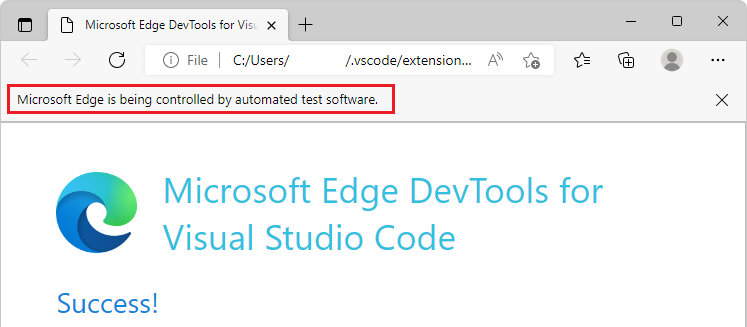 Microsoft Edge DevTools for Visu
File
C:/Users/ /.vscode/extension...
Microsoft Edge is being controlled by automated test software.
Microsoft Edge DevTools for
Visual Studio Code
Success!